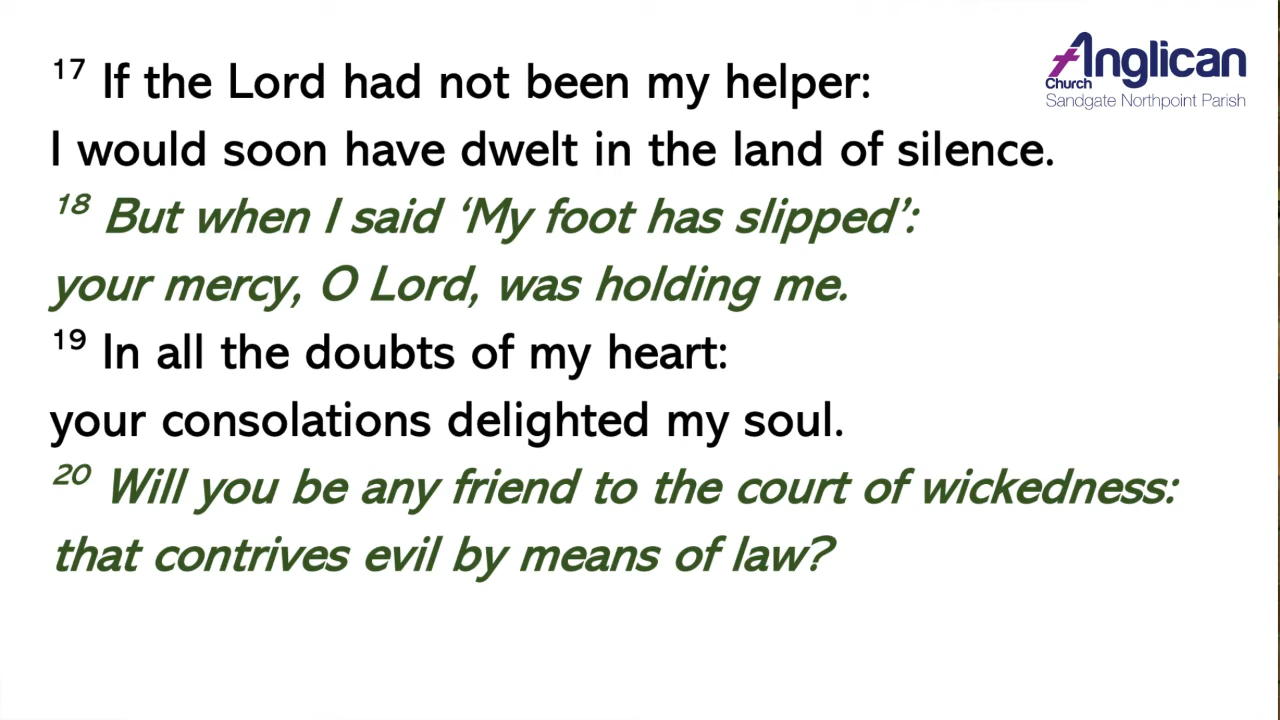 17 If the Lord had not been my helper:
I would soon have dwelt in the land of silence.
18 But when I said ‘My foot has slipped’:
your mercy, O Lord, was holding me.
19 In all the doubts of my heart:
your consolations delighted my soul.
20 Will you be any friend to the court of wickedness:
that contrives evil by means of law?
Anglican
Church
Sandgate Northpoint Parish